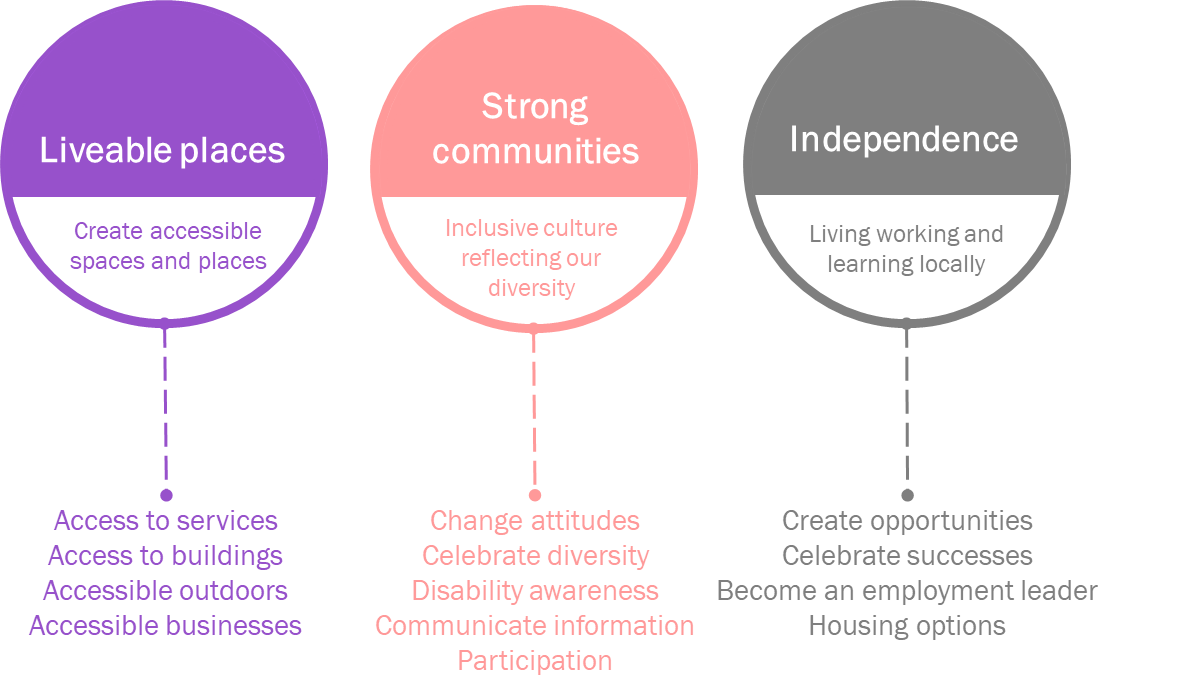 Liveable places
Create accessible
spaces and places
Access to services
Access to buildings
Accessible outdoors
Accessible businesses
Strong
communities
Inclusive culture
reflecting our
diversity
Change attitudes
Celebrate diversity
Disability awareness
Communicate information
Participation
Independence
Living working and
learning locally
Create opportunities
Celebrate successes
Become an employment leader
Housing options